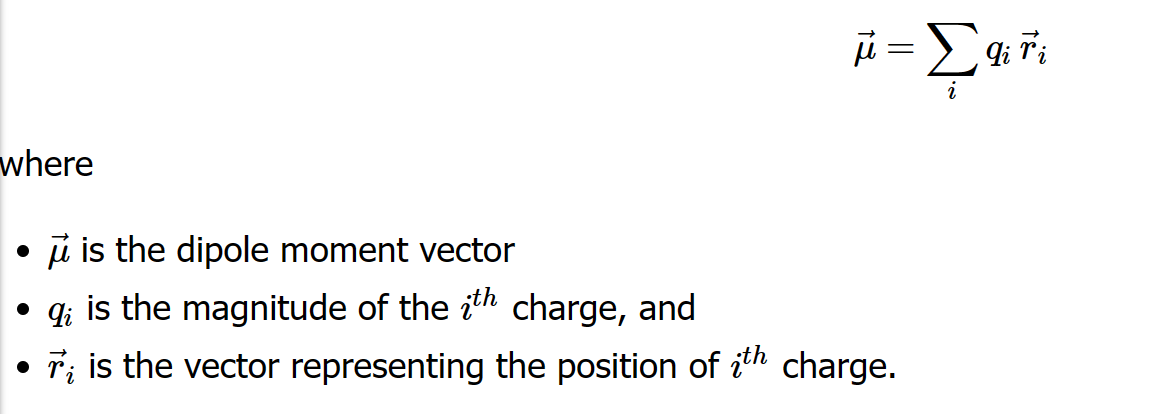 $\vec{\mu} = \sum_i q_i \, \vec{r}_i$
where
• $\vec{\mu}$ is the dipole moment vector
• $q_i$ is the magnitude of the $i^{th}$ charge, and
• $\vec{r}_i$ is the vector representing the position of $i^{th}$ charge.